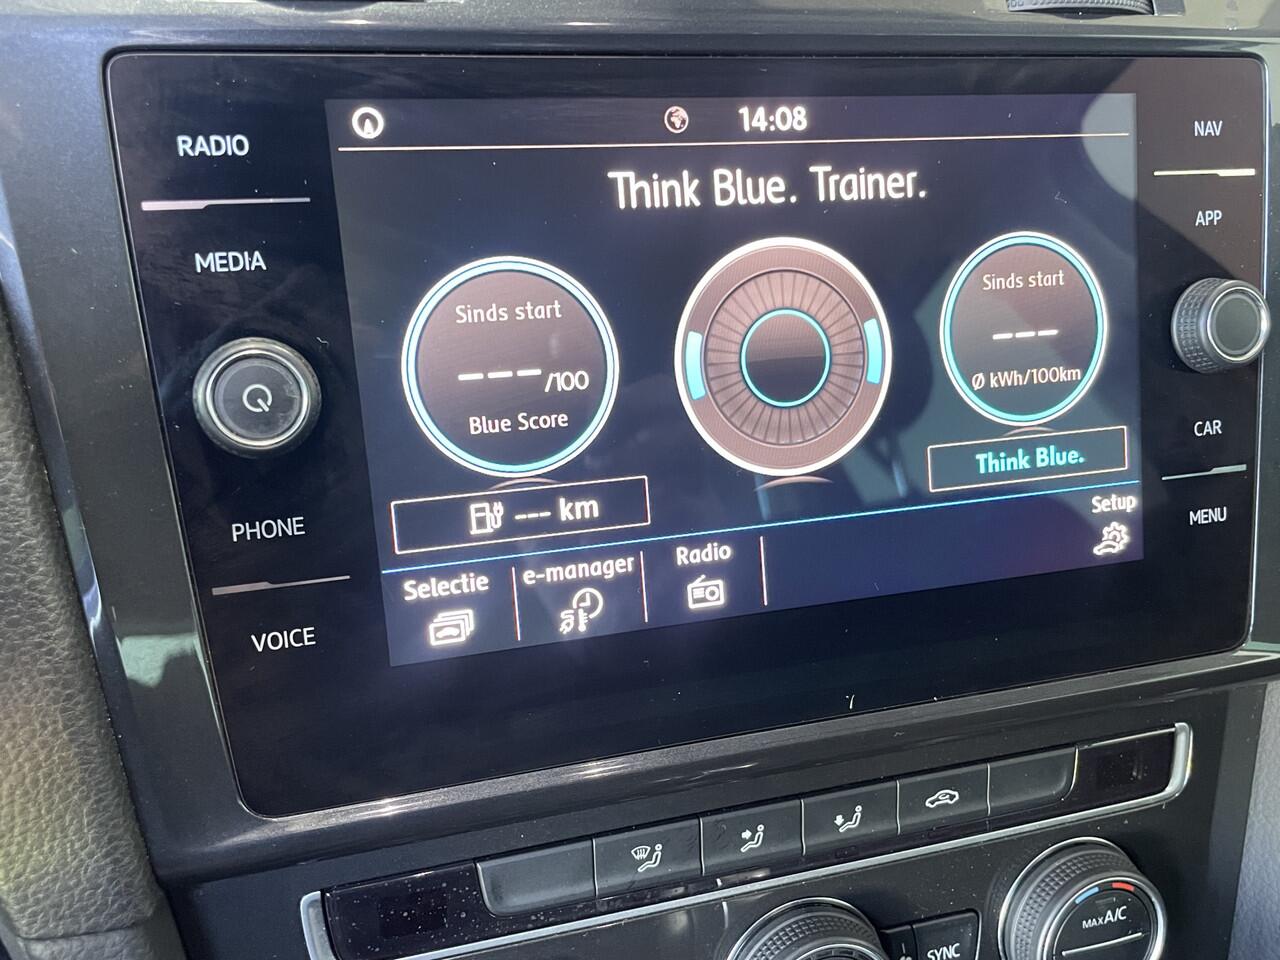 RADIO
MEDIA
PHONE
VOICE
14:08
Think Blue. Trainer.
Sinds start
--- /100
Blue Score
Sinds start
---
Ø kWh/100km
--- km
Think Blue.
Selectie
e-manager
Radio
Setup
NAV
APP
CAR
MENU
MAX A/C
SYNC